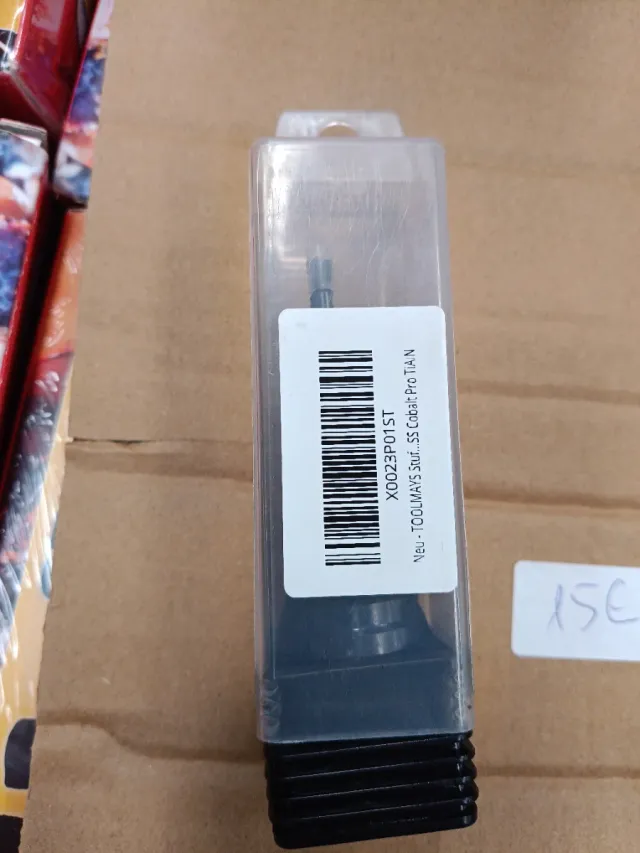 X0023P01ST
Neu - TOOLMAYS Stuf...SS Cobalt Pro TiAlN
15€